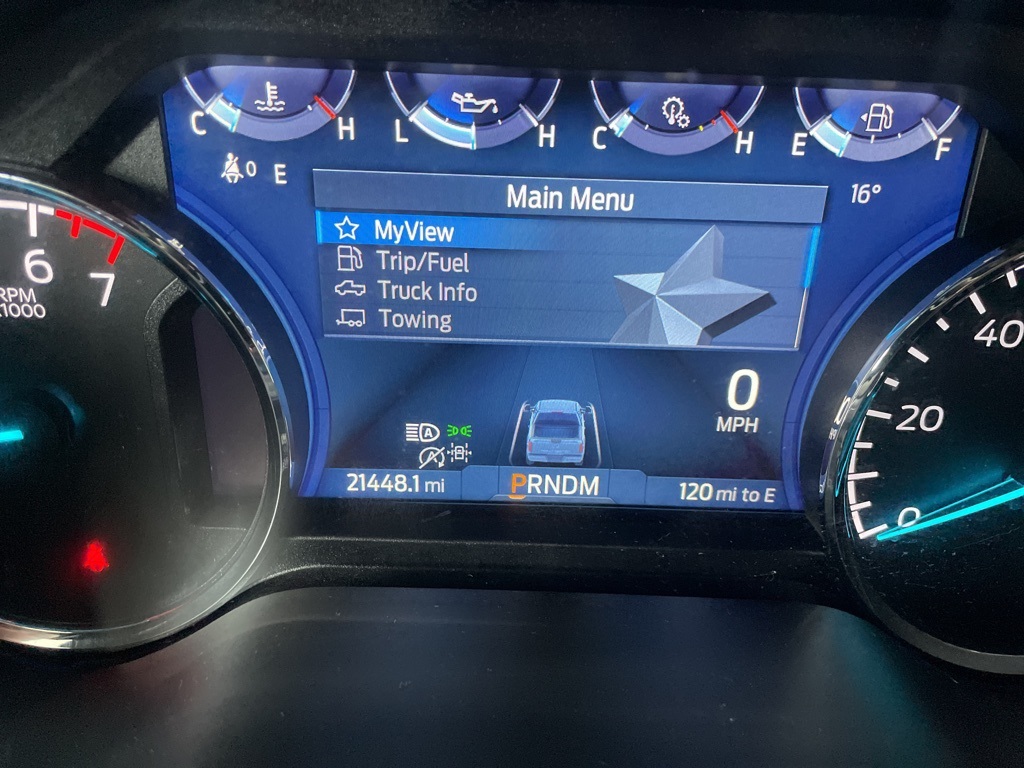 C H L H C H E F
0 E
16°
Main Menu
MyView
Trip/Fuel
Truck Info
Towing
6
7
RPM
x1000
40
20
0
0
MPH
A
A
21448.1 mi
PRNDM
120 mi to E